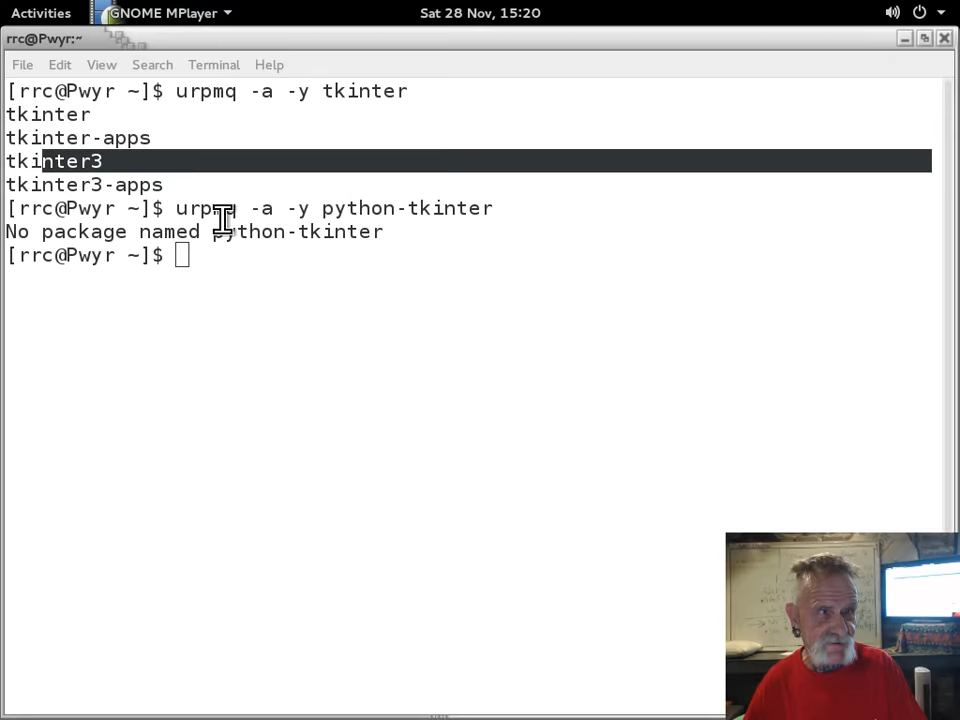 Activities GNOME MPlayer Sat 28 Nov, 15:20
rrc@Pwyr:~
File Edit View Search Terminal Help
[rrc@Pwyr ~]$ urpmq -a -y tkinter
tkinter
tkinter-apps
tkinter3
tkinter3-apps
[rrc@Pwyr ~]$ urpmq -a -y python-tkinter
No package named python-tkinter
[rrc@Pwyr ~]$